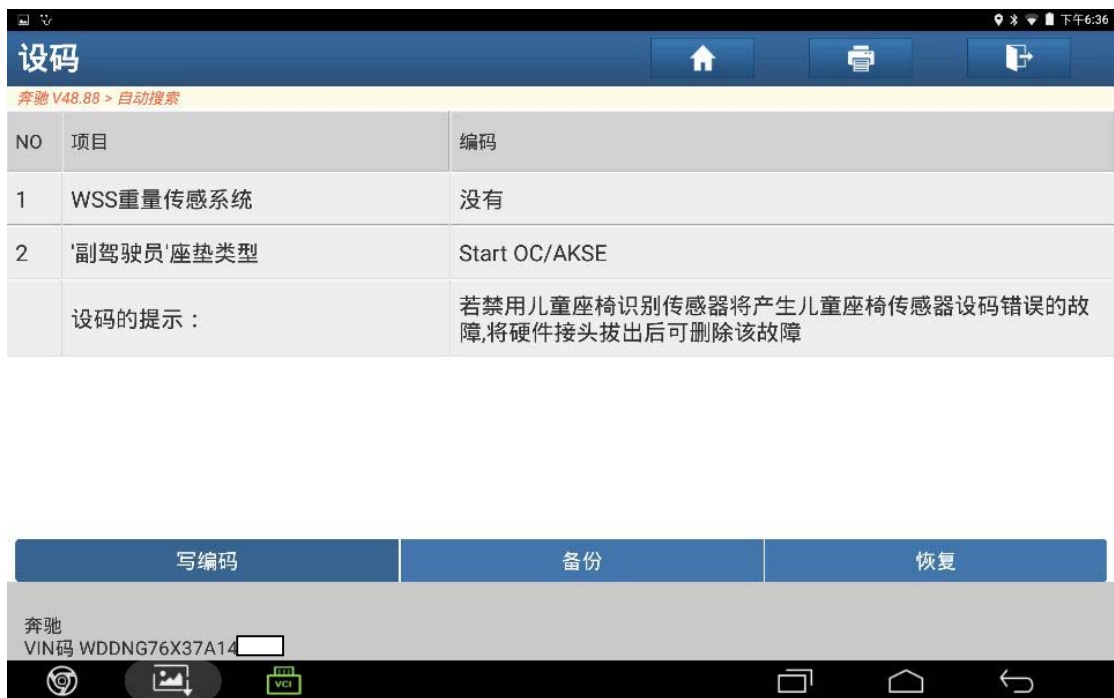 下午6:36
设码
奔驰 V48.88 > 自动搜索
NO 项目 编码
1 WSS重量传感系统 没有
2 '副驾驶员'座垫类型 Start OC/AKSE
设码的提示： 若禁用儿童座椅识别传感器将产生儿童座椅传感器设码错误的故
障,将硬件接头拔出后可删除该故障
写编码 备份 恢复
奔驰
VIN码 WDDNG76X37A14
VCI